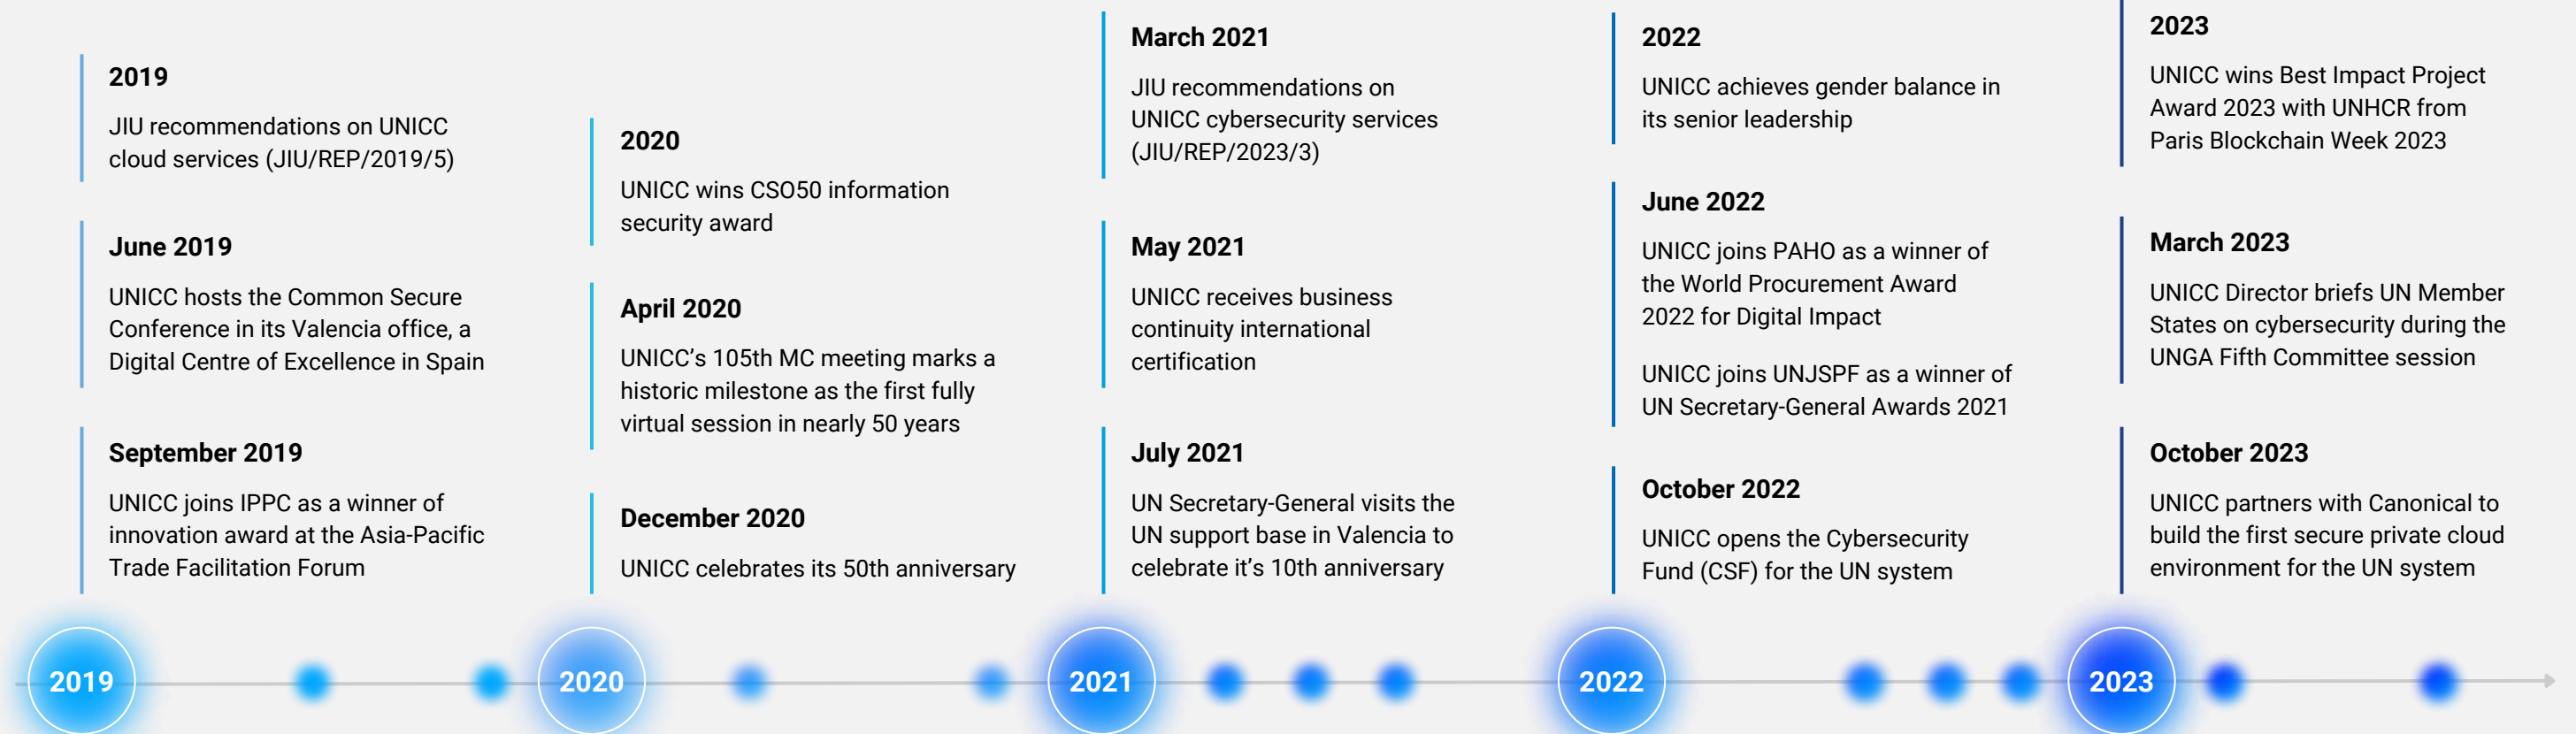 2019
JIU recommendations on UNICC
cloud services (JIU/REP/2019/5)
June 2019
UNICC hosts the Common Secure
Conference in its Valencia office, a
Digital Centre of Excellence in Spain
September 2019
UNICC joins IPPC as a winner of
innovation award at the Asia-Pacific
Trade Facilitation Forum
2020
UNICC wins CSO50 information
security award
April 2020
UNICC’s 105th MC meeting marks a
historic milestone as the first fully
virtual session in nearly 50 years
December 2020
UNICC celebrates its 50th anniversary
March 2021
JIU recommendations on
UNICC cybersecurity services
(JIU/REP/2023/3)
May 2021
UNICC receives business
continuity international
certification
July 2021
UN Secretary-General visits the
UN support base in Valencia to
celebrate it’s 10th anniversary
2022
UNICC achieves gender balance in
its senior leadership
June 2022
UNICC joins PAHO as a winner of
the World Procurement Award
2022 for Digital Impact
UNICC joins UNJSPF as a winner of
UN Secretary-General Awards 2021
October 2022
UNICC opens the Cybersecurity
Fund (CSF) for the UN system
2023
UNICC wins Best Impact Project
Award 2023 with UNHCR from
Paris Blockchain Week 2023
March 2023
UNICC Director briefs UN Member
States on cybersecurity during the
UNGA Fifth Committee session
October 2023
UNICC partners with Canonical to
build the first secure private cloud
environment for the UN system
2019
2020
2021
2022
2023